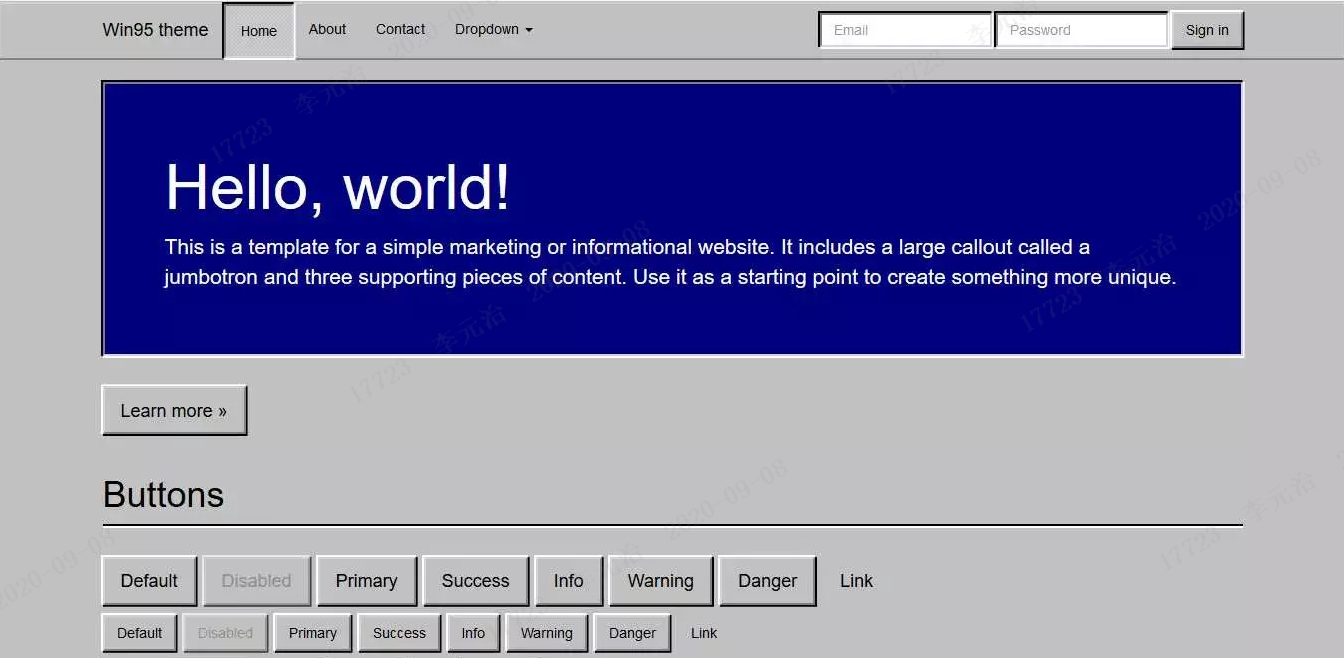 Win95 theme Home About Contact Dropdown Email Password Sign in
Hello, world!
This is a template for a simple marketing or informational website. It includes a large callout called a
jumbotron and three supporting pieces of content. Use it as a starting point to create something more unique.
Learn more »
Buttons
Default Disabled Primary Success Info Warning Danger Link
Default Disabled Primary Success Info Warning Danger Link
17723 李元治 2020-09-08